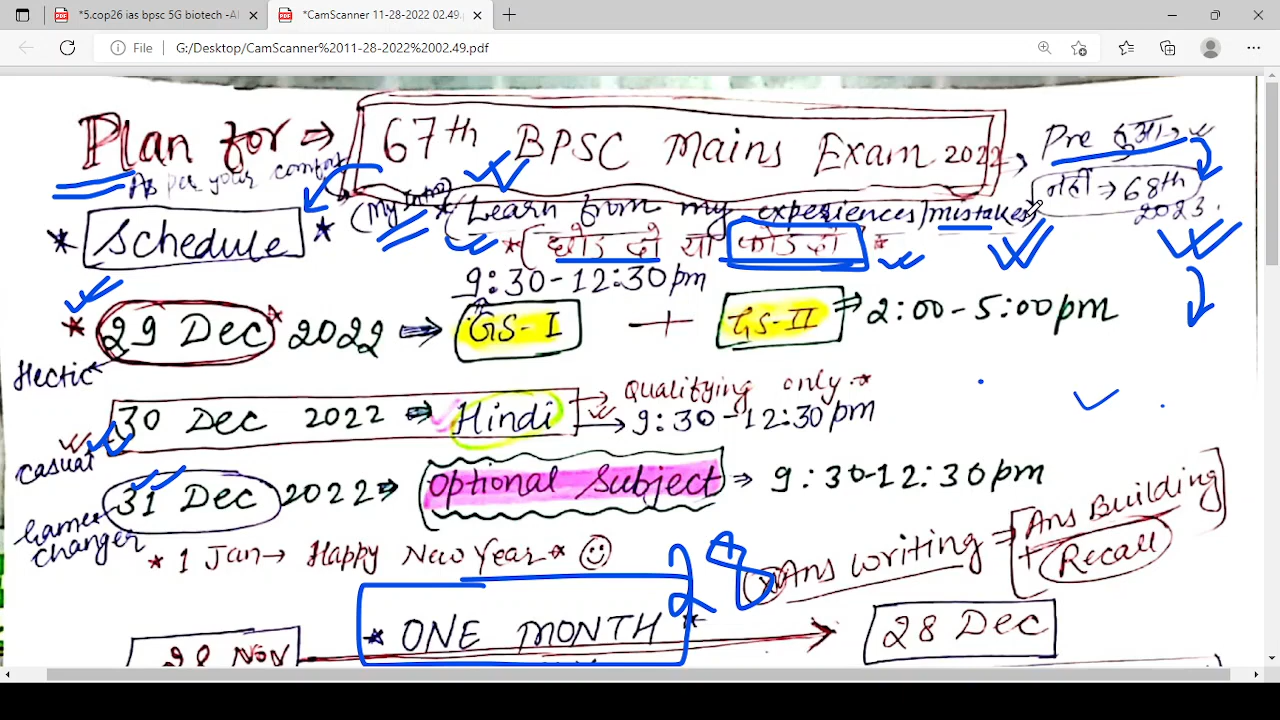 *5.cop26 ias bpsc 5G biotech -AI
*CamScanner 11-28-2022 02.49.p
File
G:/Desktop/CamScanner%2011-28-2022%2002.49.pdf
Plan for ⇒ 67th BPSC Mains Exam 2022 → Pre हुआ
As per your comfort
नहीं → 68th 2023.
* Schedule * (My Intro) * (Learn from my experiences/mistakes)
*(छोड दो या फोड दो *
9:30-12:30pm
* 29 Dec * 2022 ⇒ GS-I + GS-II → 2:00-5:00pm
Hectic
30 Dec 2022 ⇒ Hindi → Qualifying only *
→ 9:30-12:30pm
Casual
31 Dec 2022 ⇒ Optional Subject ⇒ 9:30-12:30pm
Game changer
* 1 Jan → Happy New Year * ☺
28
Ans Writing = Ans Building
+ Recall
28 Nov * ONE MONTH * 28 Dec